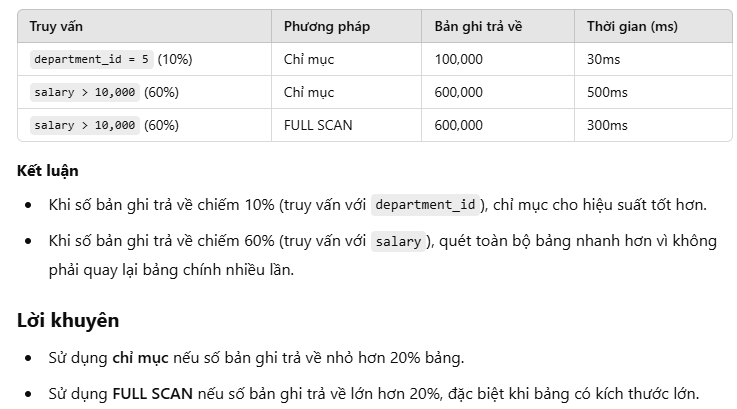 Truy vấn Phương pháp Bản ghi trả về Thời gian (ms)
department_id = 5 (10%) Chỉ mục 100,000 30ms
salary > 10,000 (60%) Chỉ mục 600,000 500ms
salary > 10,000 (60%) FULL SCAN 600,000 300ms
Kết luận
• Khi số bản ghi trả về chiếm 10% (truy vấn với department_id), chỉ mục cho hiệu suất tốt hơn.
• Khi số bản ghi trả về chiếm 60% (truy vấn với salary), quét toàn bộ bảng nhanh hơn vì không
phải quay lại bảng chính nhiều lần.
Lời khuyên
• Sử dụng chỉ mục nếu số bản ghi trả về nhỏ hơn 20% bảng.
• Sử dụng FULL SCAN nếu số bản ghi trả về lớn hơn 20%, đặc biệt khi bảng có kích thước lớn.